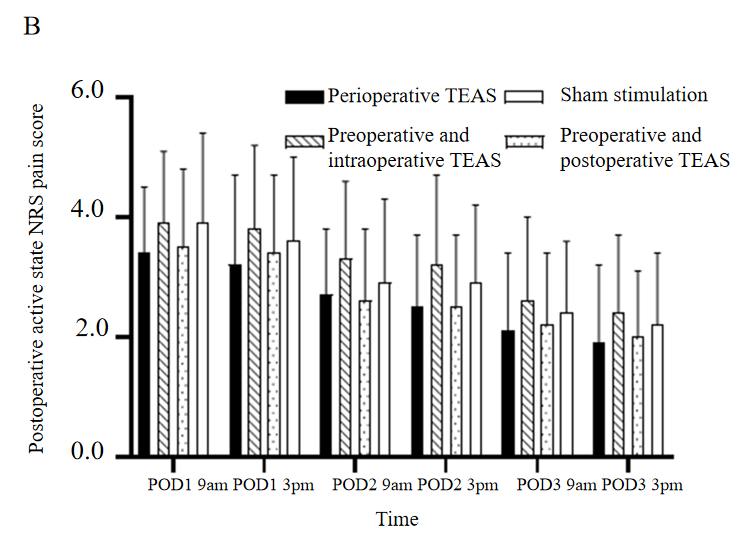 B
Postoperative active state NRS pain score
6.0
4.0
2.0
0.0
Perioperative TEAS
Sham stimulation
Preoperative and
intraoperative TEAS
Preoperative and
postoperative TEAS
POD1 9am POD1 3pm POD2 9am POD2 3pm POD3 9am POD3 3pm
Time